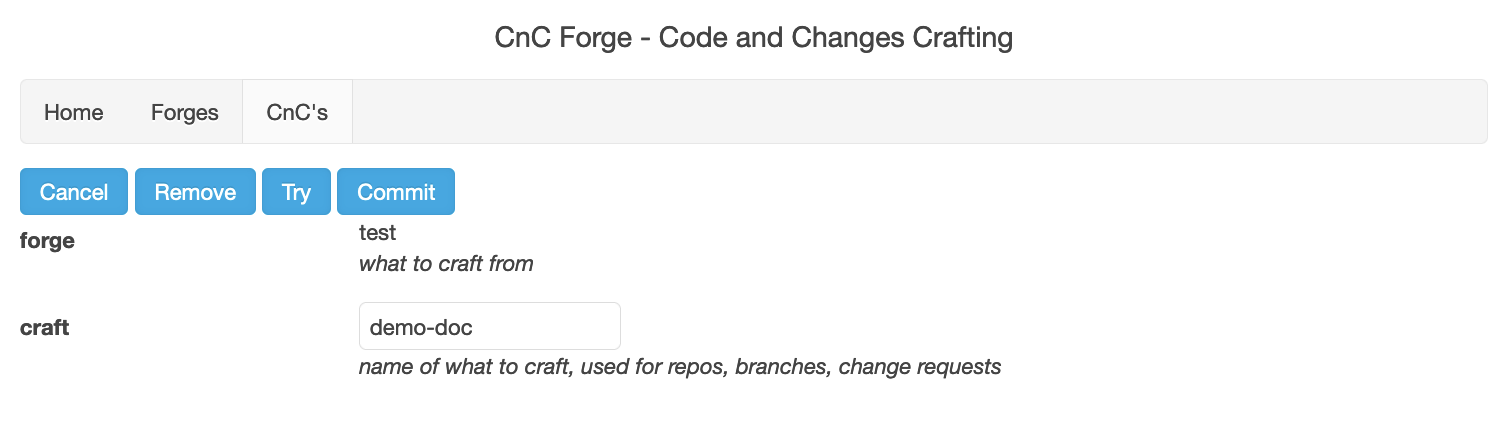 CnC Forge - Code and Changes Crafting
Home Forges CnC's
Cancel Remove Try Commit
forge test
what to craft from
craft demo-doc
name of what to craft, used for repos, branches, change requests